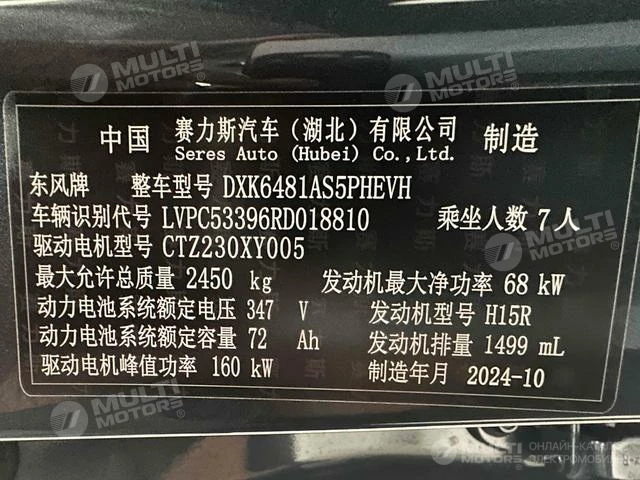 MULTI MOTORS®
MULTI MOTORS®
中国 赛力斯汽车（湖北）有限公司 制造
Seres Auto (Hubei) Co.,Ltd.
东风牌 整车型号 DXK6481AS5PHEVH
车辆识别代号 LVPC53396RD018810 乘坐人数 7 人
驱动电机型号 CTZ230XY005
最大允许总质量 2450 kg 发动机最大净功率 68 kW
动力电池系统额定电压 347 V 发动机型号 H15R
动力电池系统额定容量 72 Ah 发动机排量 1499 mL
驱动电机峰值功率 160 kW 制造年月 2024-10
MULTI MOTORS®
MULTI MOTORS
ОНЛАЙН-КАТАЛОГ
ЭЛЕКТРОМОБИЛЕЙ